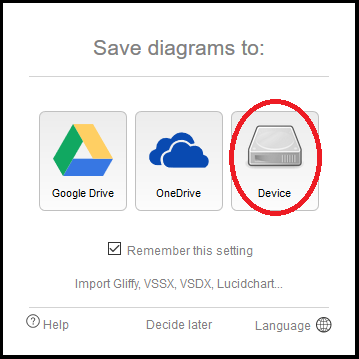 Save diagrams to:
Google Drive OneDrive Device
Remember this setting
Import Gliffy, VSSX, VSDX, Lucidchart...
? Help Decide later Language